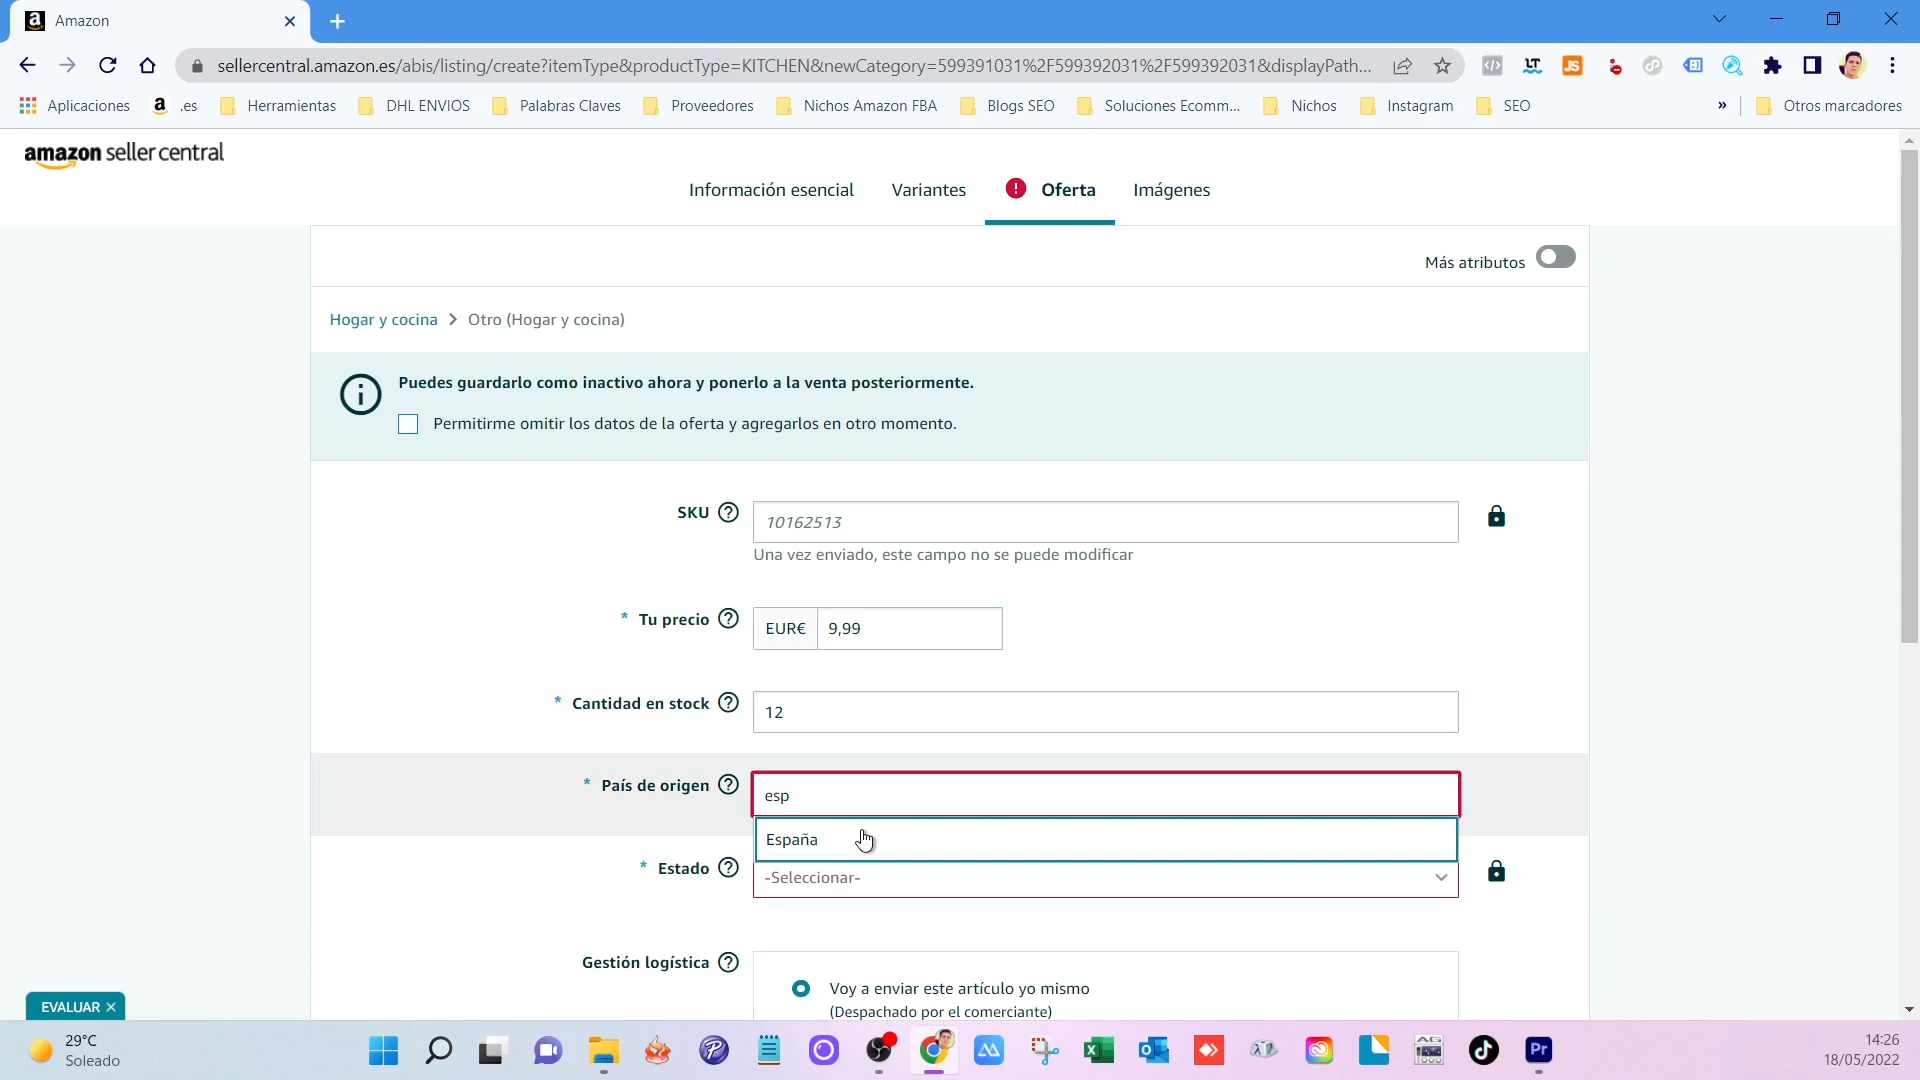 Amazon
sellercentral.amazon.es/abis/listing/create?itemType&productType=KITCHEN&newCategory=599391031%2F599392031%2F599392031&displayPath...
Aplicaciones
.es
Herramientas
DHL ENVIOS
Palabras Claves
Proveedores
Nichos Amazon FBA
Blogs SEO
Soluciones Ecomm...
Nichos
Instagram
SEO
»
Otros marcadores
amazon seller central
Información esencial
Variantes
Oferta
Imágenes
Más atributos
Hogar y cocina > Otro (Hogar y cocina)
Puedes guardarlo como inactivo ahora y ponerlo a la venta posteriormente.
Permitirme omitir los datos de la oferta y agregarlos en otro momento.
SKU
10162513
Una vez enviado, este campo no se puede modificar
* Tu precio
EUR€
9,99
* Cantidad en stock
12
* País de origen
esp
España
* Estado
-Seleccionar-
Gestión logística
Voy a enviar este artículo yo mismo
(Despachado por el comerciante)
EVALUAR
29°C
Soleado
14:26
18/05/2022